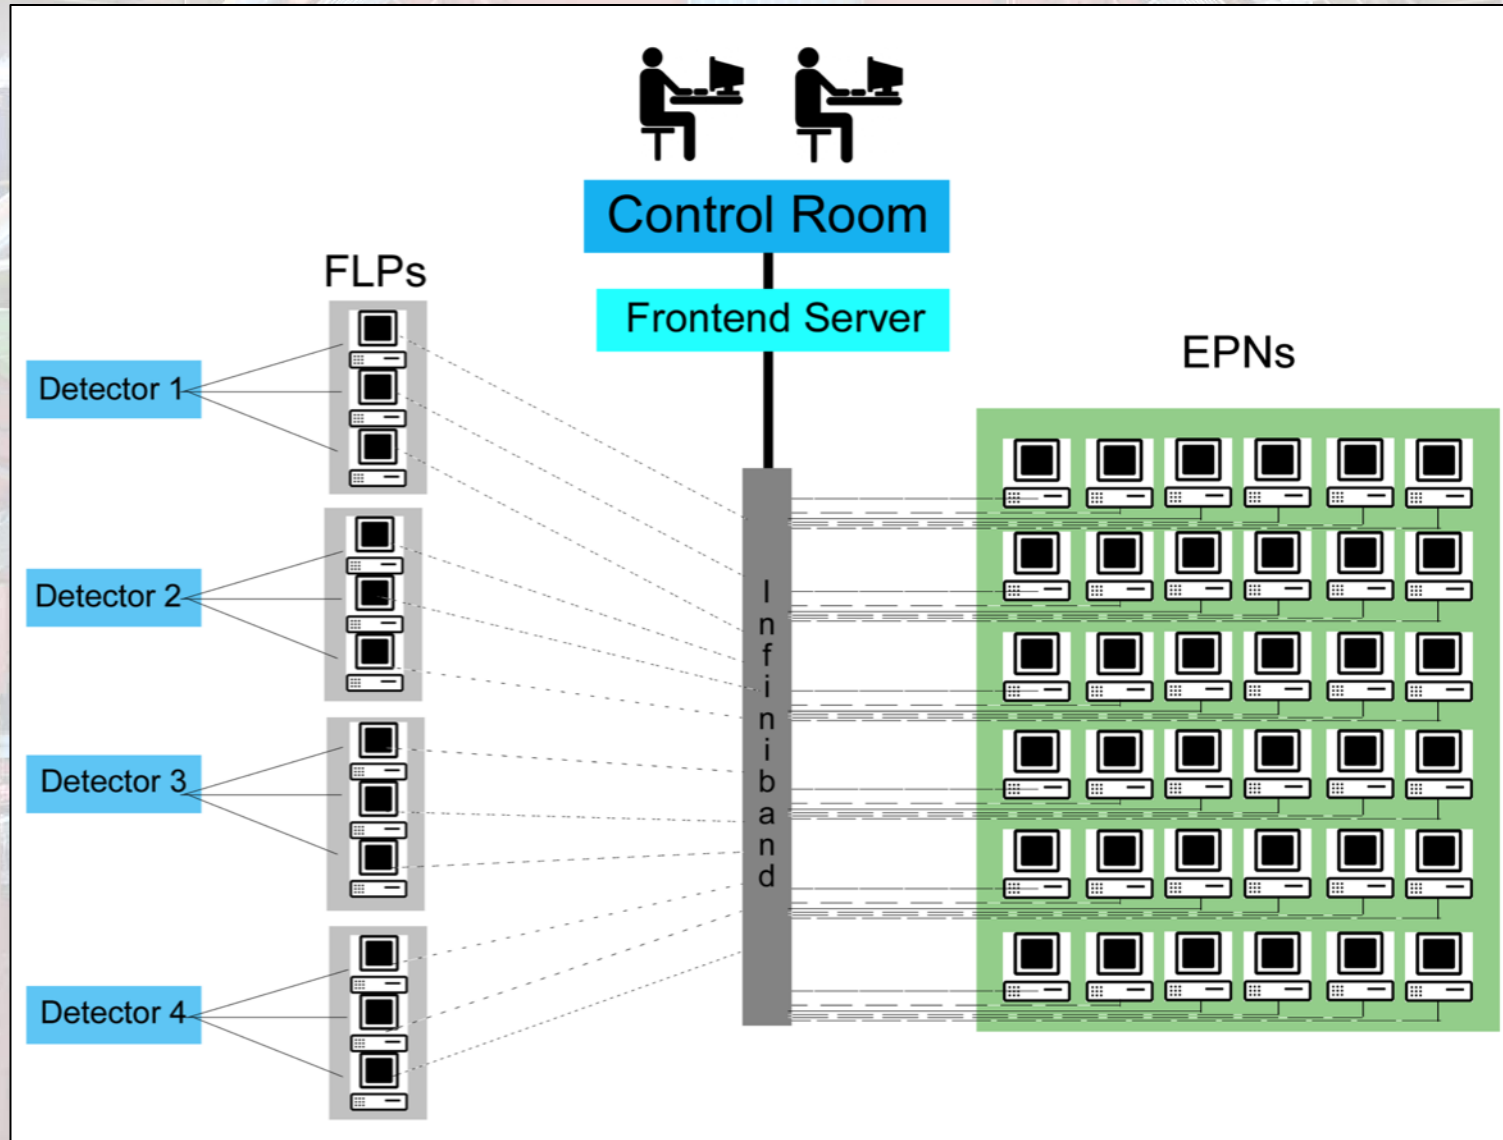 Control Room
Frontend Server
FLPs
Detector 1
Detector 2
Detector 3
Detector 4
Infiniband
EPNs